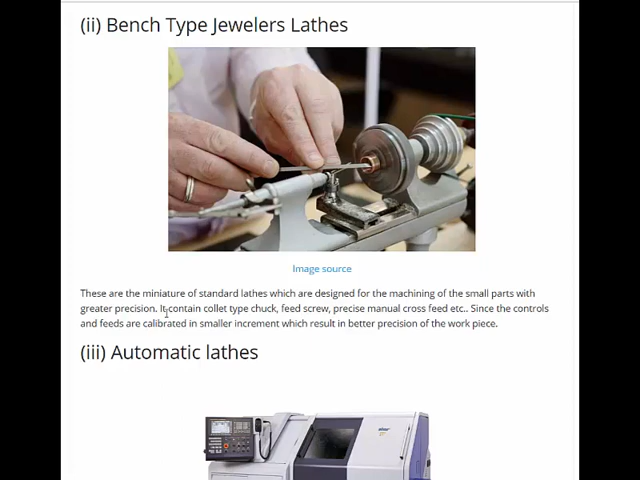 (ii) Bench Type Jewelers Lathes
Image source
These are the miniature of standard lathes which are designed for the machining of the small parts with
greater precision. It contain collet type chuck, feed screw, precise manual cross feed etc.. Since the controls
and feeds are calibrated in smaller increment which result in better precision of the work piece.
(iii) Automatic lathes